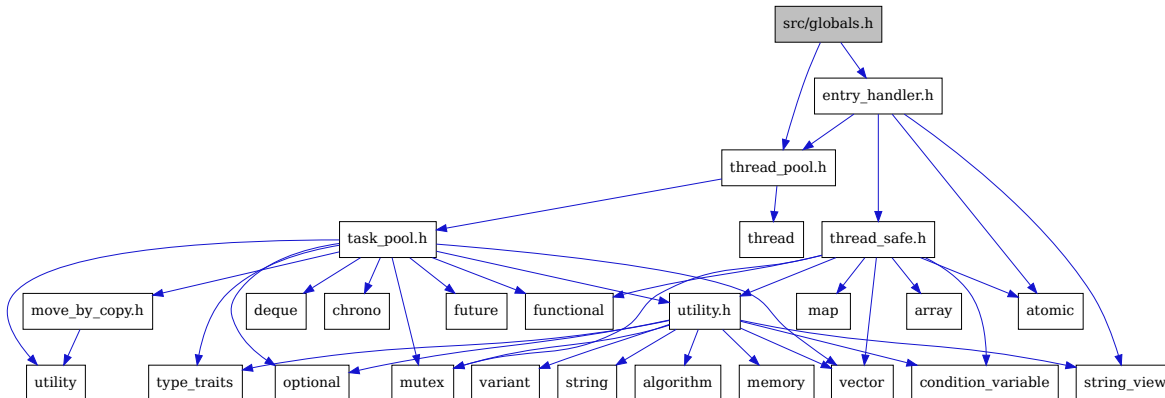 src/globals.h
entry_handler.h
thread_pool.h
task_pool.h
thread
thread_safe.h
move_by_copy.h
deque
chrono
future
functional
utility.h
map
array
atomic
utility
type_traits
optional
mutex
variant
string
algorithm
memory
vector
condition_variable
string_view